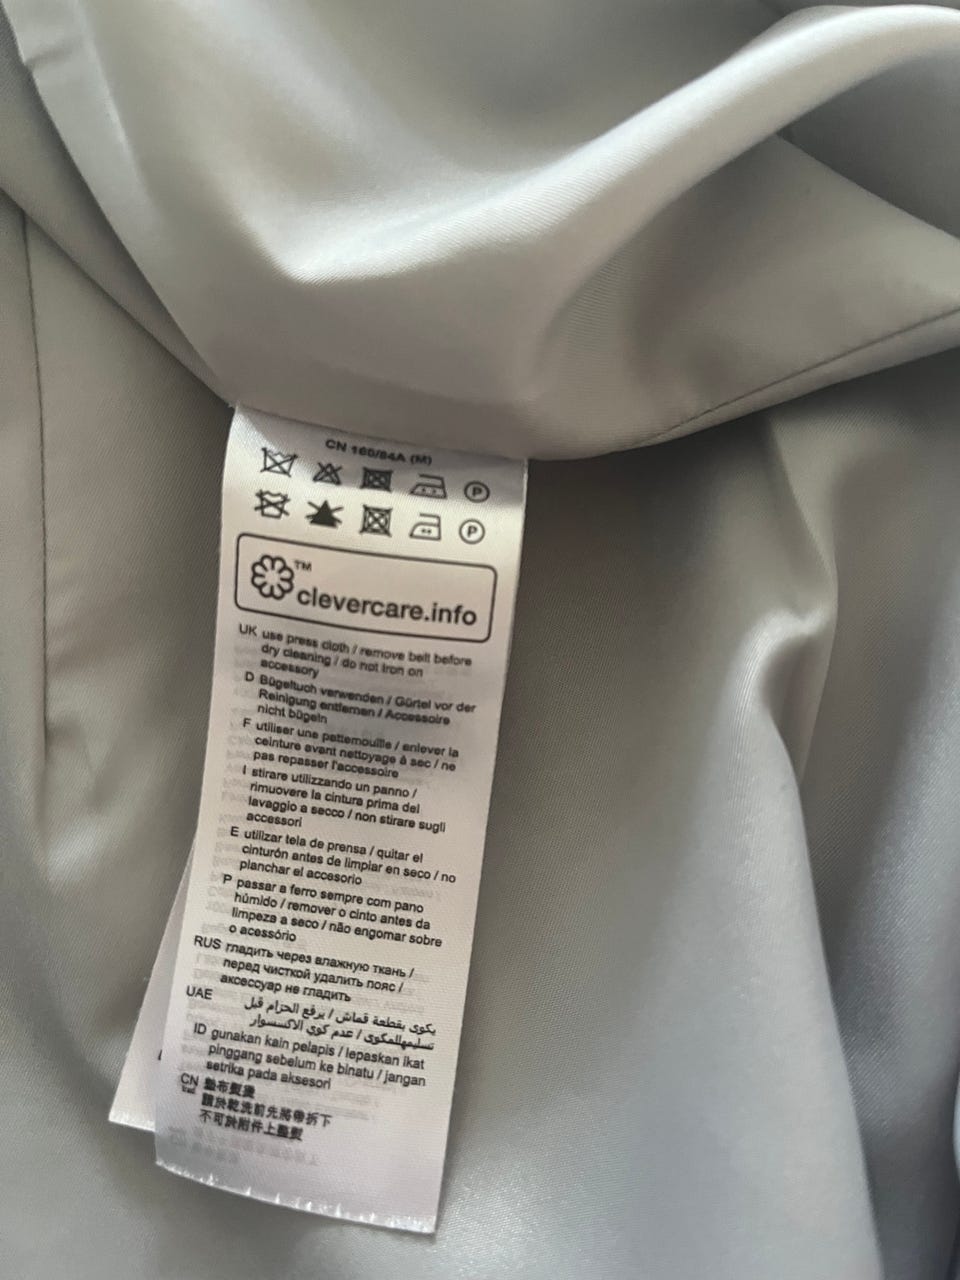 CN 160/84A (M)
P
P
TM
clevercare.info
UK use press cloth / remove belt before
dry cleaning / do not iron on
accessory
D Bügeltuch verwenden / Gürtel vor der
Reinigung entfernen / Accessoire
nicht bügeln
F utiliser une pattemouille / enlever la
ceinture avant nettoyage à sec / ne
pas repasser l'accessoire
I stirare utilizzando un panno /
rimuovere la cintura prima del
lavaggio a secco / non stirare sugli
accessori
E utilizar tela de prensa / quitar el
cinturón antes de limpiar en seco / no
planchar el accesorio
P passar a ferro sempre com pano
húmido / remover o cinto antes da
limpeza a seco / não engomar sobre
o acessório
RUS гладить через влажную ткань /
перед чисткой удалить пояс /
аксессуар не гладить
UAE يكوى بقطعة قماش / يرفع الحزام قبل
تسليمهللمكوى / عدم كوي الاكسسوار
ID gunakan kain pelapis / lepaskan ikat
pinggang sebelum ke binatu / jangan
setrika pada aksesori
CN 墊布熨燙
trad.
請於乾洗前先將帶拆下
不可於附件上整熨